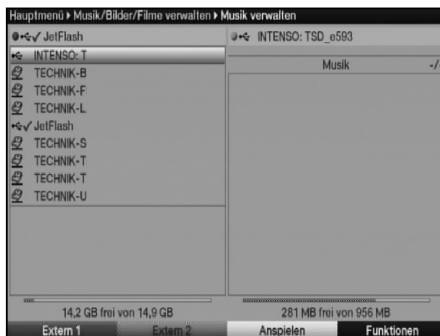 Hauptmenü ▸ Musik/Bilder/Filme verwalten ▸ Musik verwalten
JetFlash
INTENSO: TSD_e593
INTENSO: T
TECHNIK-B
TECHNIK-F
TECHNIK-L
JetFlash
TECHNIK-S
TECHNIK-T
TECHNIK-T
TECHNIK-U
Musik -/
14,2 GB frei von 14,9 GB
281 MB frei von 956 MB
Extern 1 Extern 2 Anspielen Funktionen